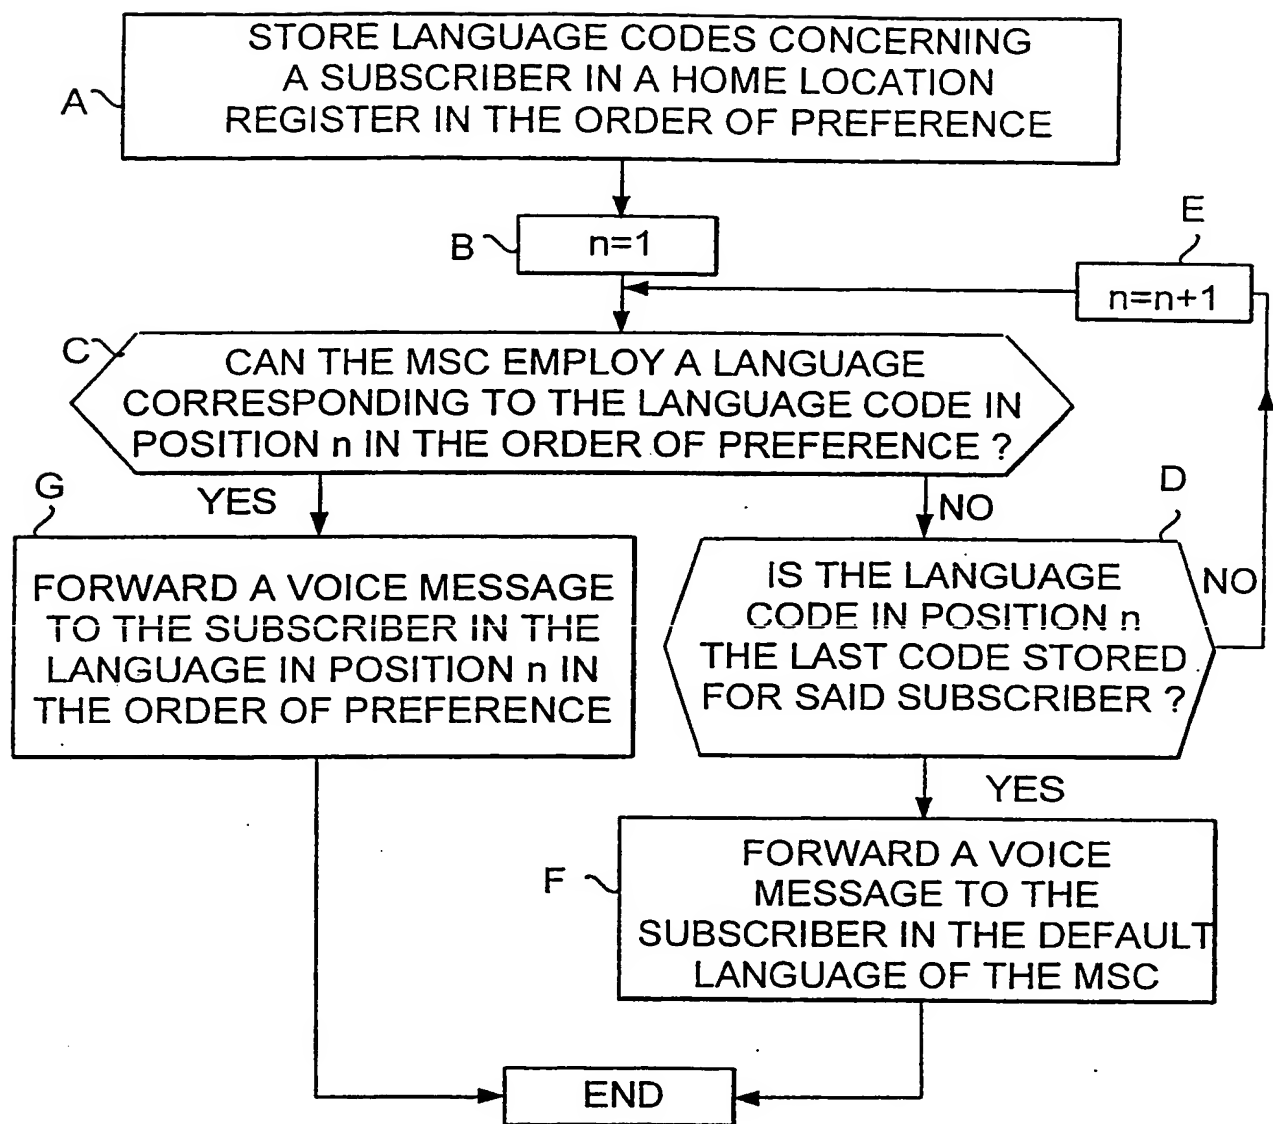 STORE LANGUAGE CODES CONCERNING
A SUBSCRIBER IN A HOME LOCATION
REGISTER IN THE ORDER OF PREFERENCE
A
B
n=1
E
n=n+1
C
CAN THE MSC EMPLOY A LANGUAGE
CORRESPONDING TO THE LANGUAGE CODE IN
POSITION n IN THE ORDER OF PREFERENCE ?
G
YES
NO
D
FORWARD A VOICE MESSAGE
TO THE SUBSCRIBER IN THE
LANGUAGE IN POSITION n IN
THE ORDER OF PREFERENCE
IS THE LANGUAGE
CODE IN POSITION n
THE LAST CODE STORED
FOR SAID SUBSCRIBER ?
NO
YES
F
FORWARD A VOICE
MESSAGE TO THE
SUBSCRIBER IN THE DEFAULT
LANGUAGE OF THE MSC
END